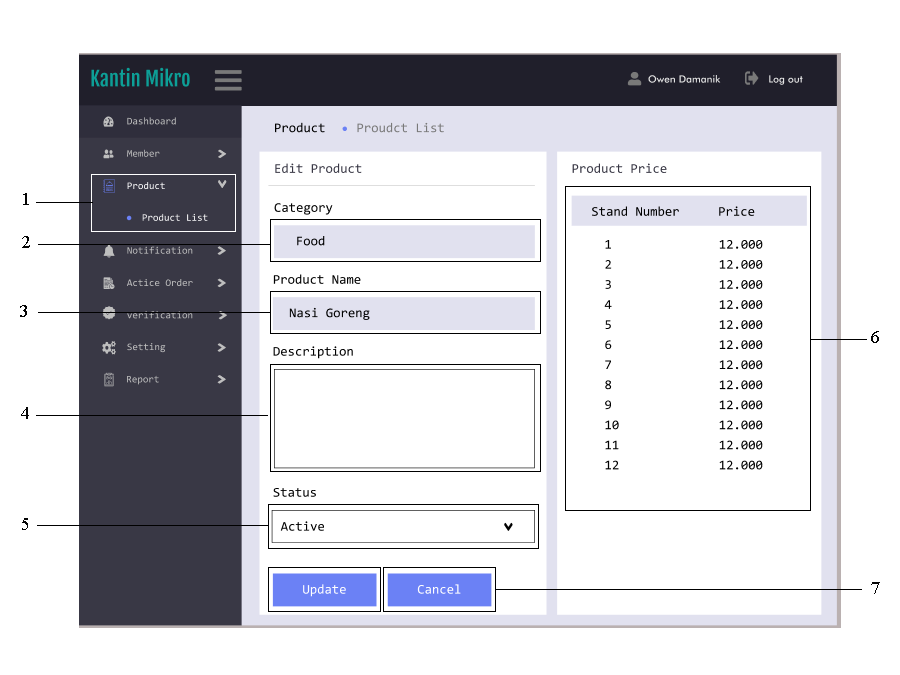 Kantin Mikro
Owen Damanik
Log out
Dashboard
Member
Product
Product List
Notification
Actice Order
verification
Setting
Report
Product • Proudct List
Edit Product
Category
Food
Product Name
Nasi Goreng
Description
Status
Active
Update
Cancel
Product Price
Stand Number Price
1 12.000
2 12.000
3 12.000
4 12.000
5 12.000
6 12.000
7 12.000
8 12.000
9 12.000
10 12.000
11 12.000
12 12.000
1
2
3
4
5
6
7